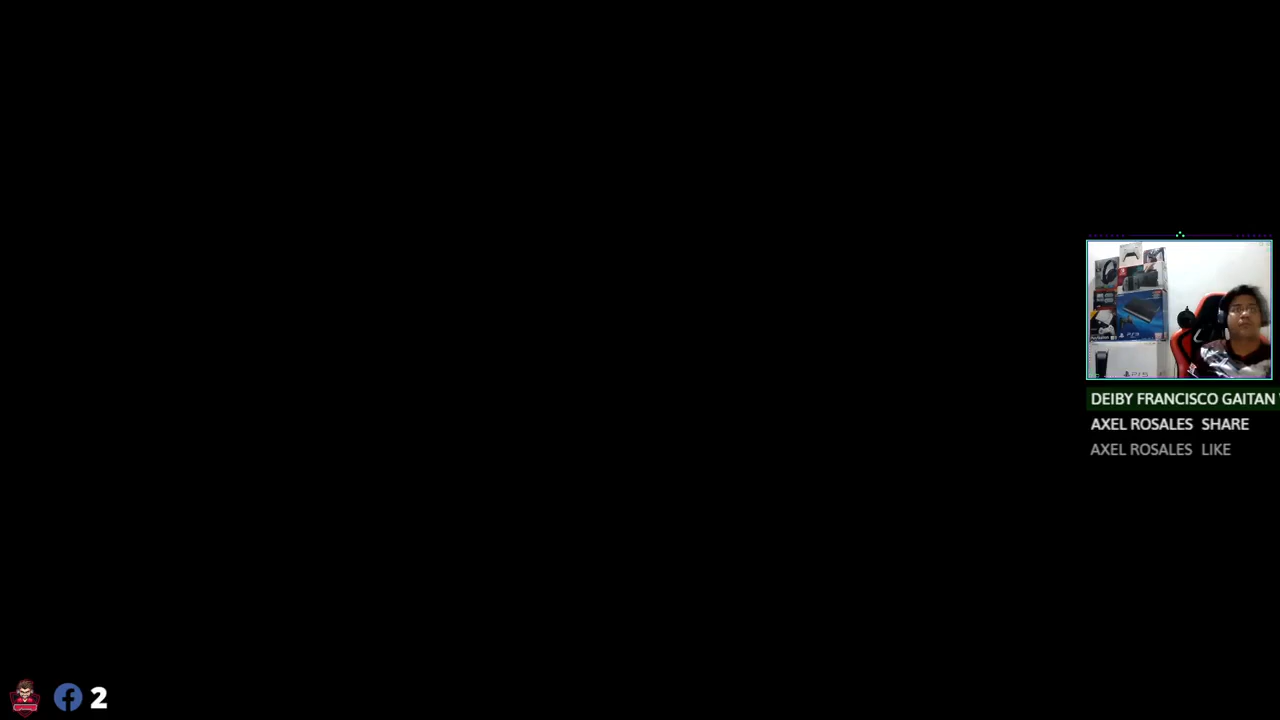 DEIBY FRANCISCO GAITAN
AXEL ROSALES SHARE
AXEL ROSALES LIKE
2